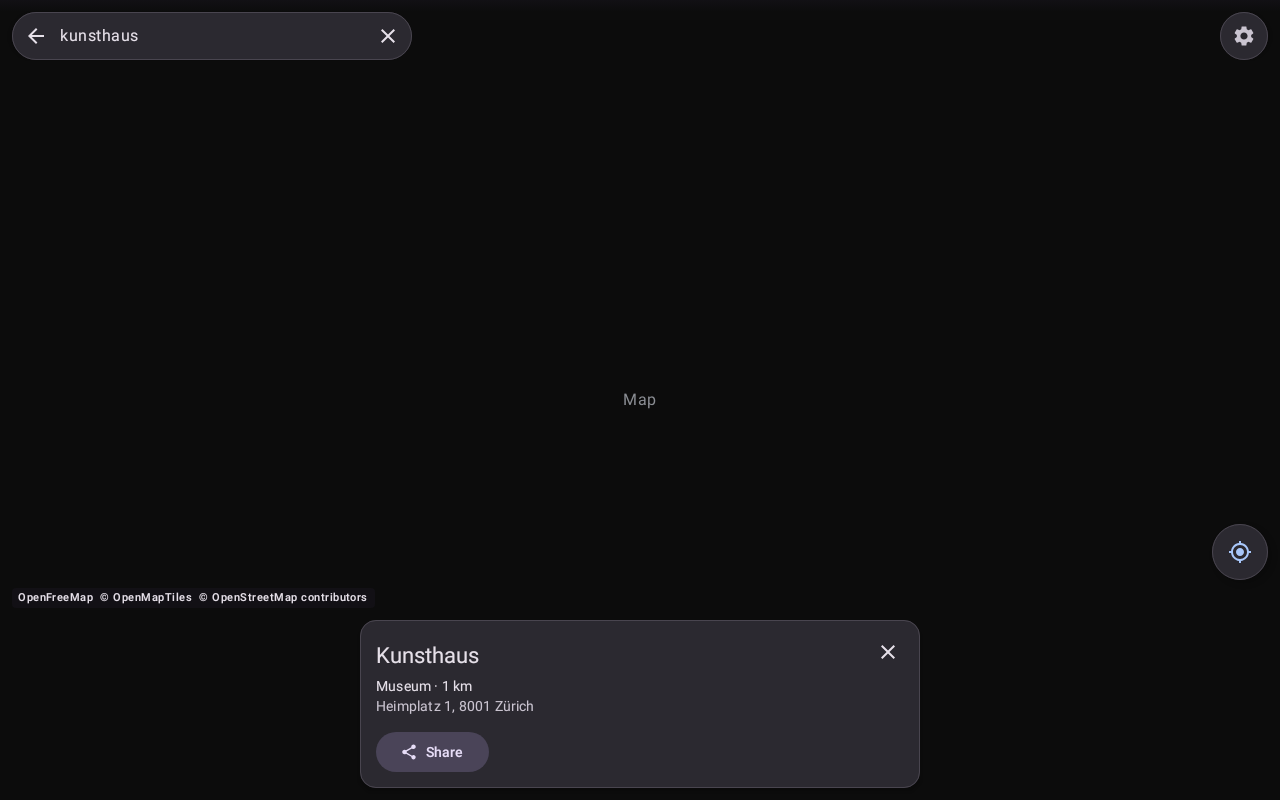 kunsthaus
Map
OpenFreeMap © OpenMapTiles © OpenStreetMap contributors
Kunsthaus
Museum · 1 km
Heimplatz 1, 8001 Zürich
Share